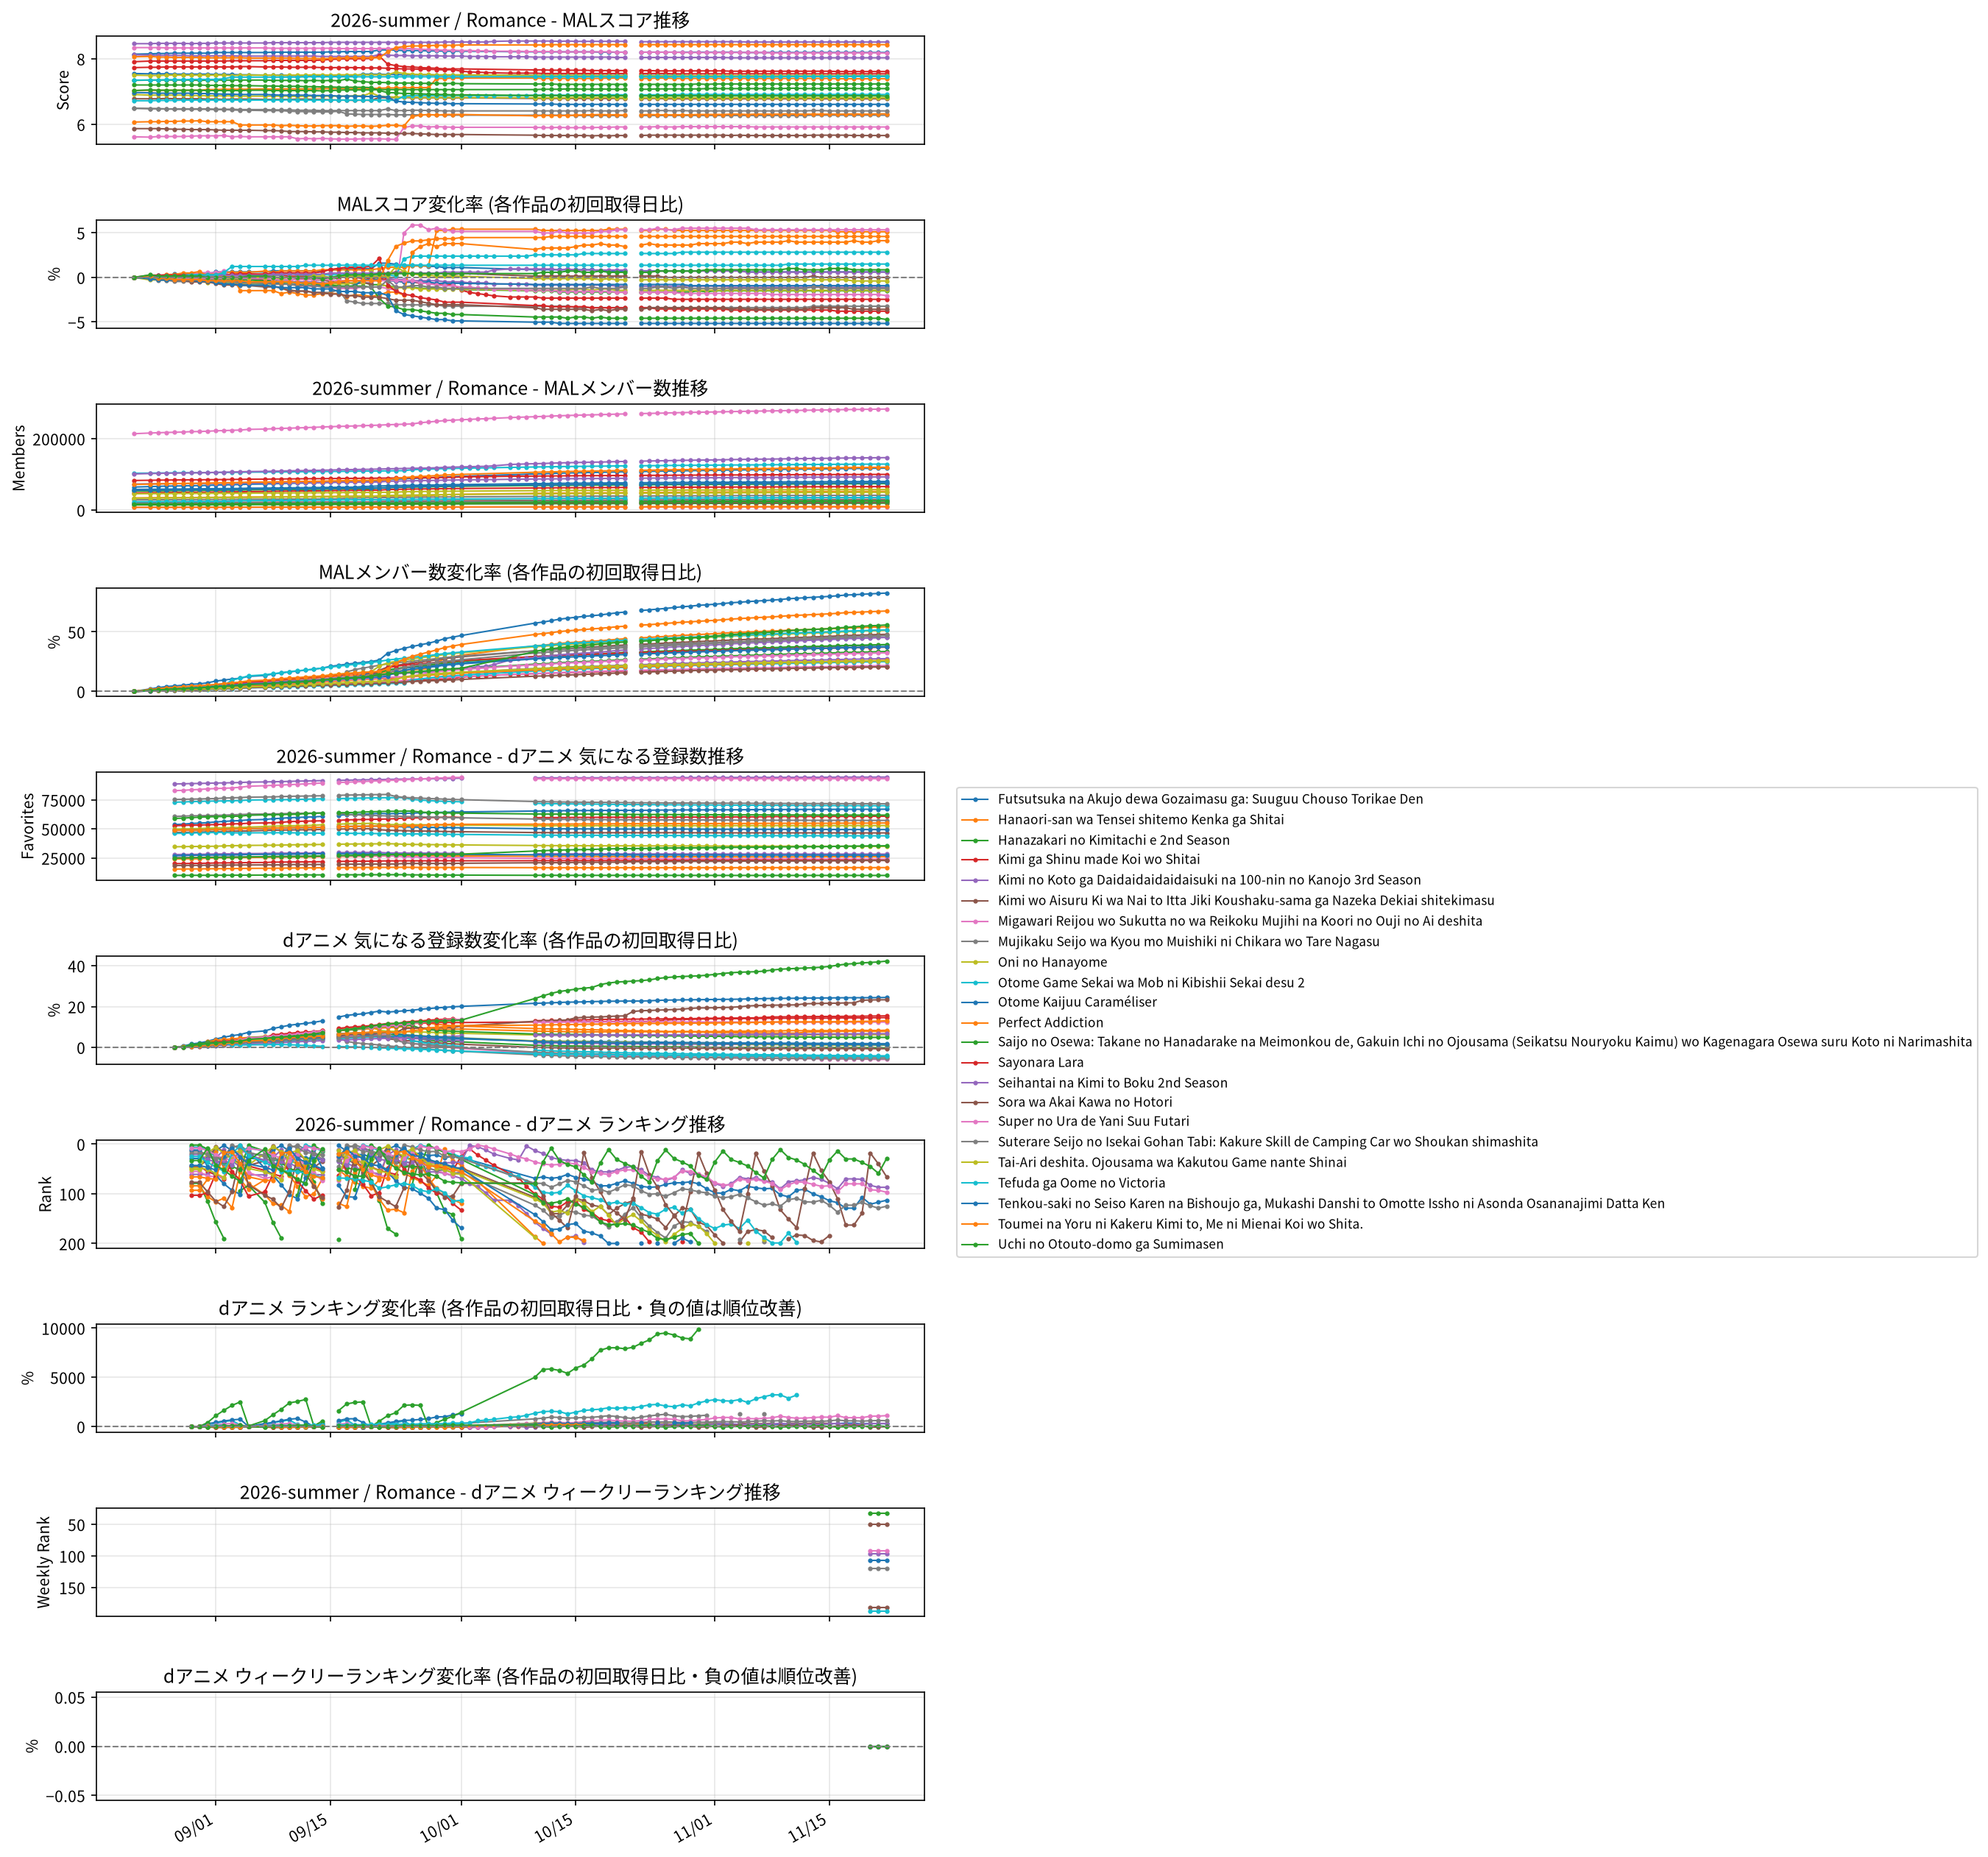 2026-summer / Romance - MALスコア推移
8
6
Score
MALスコア変化率 (各作品の初回取得日比)
5
0
−5
%
2026-summer / Romance - MALメンバー数推移
200000
0
Members
MALメンバー数変化率 (各作品の初回取得日比)
50
0
%
2026-summer / Romance - dアニメ 気になる登録数推移
75000
50000
25000
Favorites
dアニメ 気になる登録数変化率 (各作品の初回取得日比)
40
20
0
%
2026-summer / Romance - dアニメ ランキング推移
0
100
200
Rank
dアニメ ランキング変化率 (各作品の初回取得日比・負の値は順位改善)
10000
5000
0
%
2026-summer / Romance - dアニメ ウィークリーランキング推移
50
100
150
Weekly Rank
dアニメ ウィークリーランキング変化率 (各作品の初回取得日比・負の値は順位改善)
0.05
0.00
−0.05
%
09/01
09/15
10/01
10/15
11/01
11/15
Futsutsuka na Akujo dewa Gozaimasu ga: Suuguu Chouso Torikae Den
Hanaori-san wa Tensei shitemo Kenka ga Shitai
Hanazakari no Kimitachi e 2nd Season
Kimi ga Shinu made Koi wo Shitai
Kimi no Koto ga Daidaidaidaidaisuki na 100-nin no Kanojo 3rd Season
Kimi wo Aisuru Ki wa Nai to Itta Jiki Koushaku-sama ga Nazeka Dekiai shitekimasu
Migawari Reijou wo Sukutta no wa Reikoku Mujihi na Koori no Ouji no Ai deshita
Mujikaku Seijo wa Kyou mo Muishiki ni Chikara wo Tare Nagasu
Oni no Hanayome
Otome Game Sekai wa Mob ni Kibishii Sekai desu 2
Otome Kaijuu Caraméliser
Perfect Addiction
Saijo no Osewa: Takane no Hanadarake na Meimonkou de, Gakuin Ichi no Ojousama (Seikatsu Nouryoku Kaimu) wo Kagenagara Osewa suru Koto ni Narimashita
Sayonara Lara
Seihantai na Kimi to Boku 2nd Season
Sora wa Akai Kawa no Hotori
Super no Ura de Yani Suu Futari
Suterare Seijo no Isekai Gohan Tabi: Kakure Skill de Camping Car wo Shoukan shimashita
Tai-Ari deshita. Ojousama wa Kakutou Game nante Shinai
Tefuda ga Oome no Victoria
Tenkou-saki no Seiso Karen na Bishoujo ga, Mukashi Danshi to Omotte Issho ni Asonda Osananajimi Datta Ken
Toumei na Yoru ni Kakeru Kimi to, Me ni Mienai Koi wo Shita.
Uchi no Otouto-domo ga Sumimasen